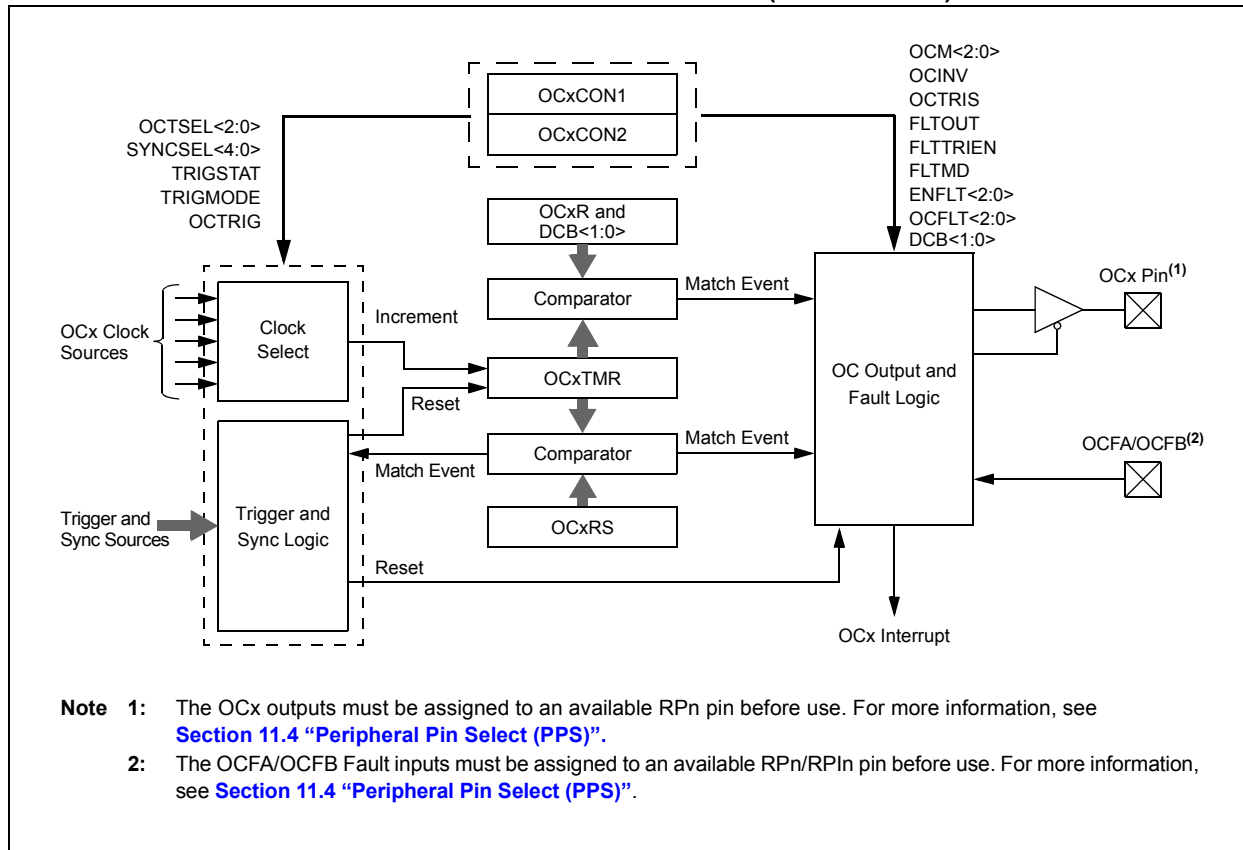 OCxCON1
OCxCON2
OCTSEL<2:0>
SYNCSEL<4:0>
TRIGSTAT
TRIGMODE
OCTRIG
OCM<2:0>
OCINV
OCTRIS
FLTOUT
FLTTRIEN
FLTMD
ENFLT<2:0>
OCFLT<2:0>
DCB<1:0>
OCxR and
DCB<1:0>
OCx Clock
Sources
Clock
Select
Increment
Comparator
Match Event
OCxTMR
Reset
OC Output and
Fault Logic
OCx Pin(1)
Trigger and
Sync Sources
Trigger and
Sync Logic
Match Event
Comparator
Match Event
OCxRS
Reset
OCFA/OCFB(2)
OCx Interrupt
Note 1: The OCx outputs must be assigned to an available RPn pin before use. For more information, see
Section 11.4 “Peripheral Pin Select (PPS)”.
2: The OCFA/OCFB Fault inputs must be assigned to an available RPn/RPIn pin before use. For more information,
see Section 11.4 “Peripheral Pin Select (PPS)”.